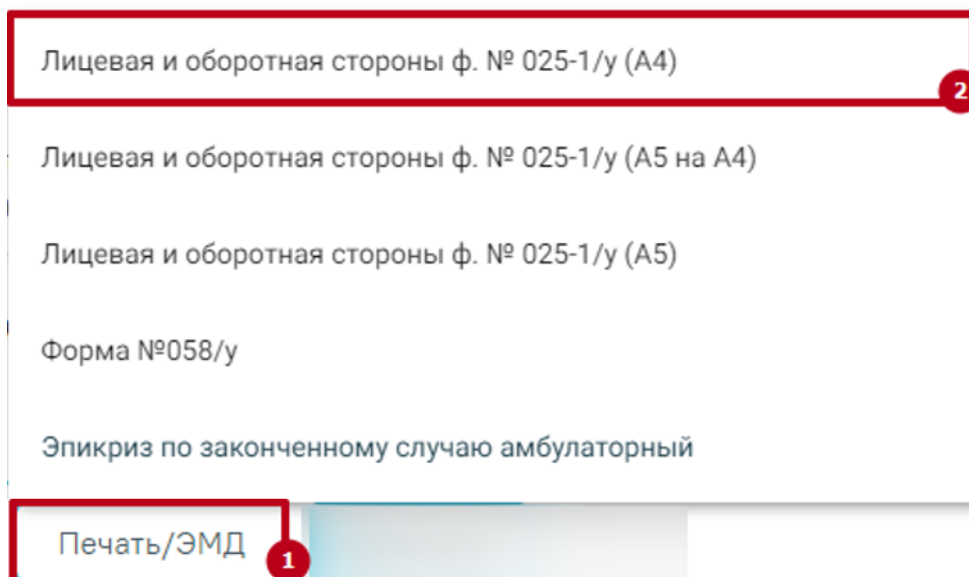 Лицевая и оборотная стороны ф. № 025-1/у (А4)
2
Лицевая и оборотная стороны ф. № 025-1/у (А5 на А4)
Лицевая и оборотная стороны ф. № 025-1/у (А5)
Форма №058/у
Эпикриз по законченному случаю амбулаторный
Печать/ЭМД
1